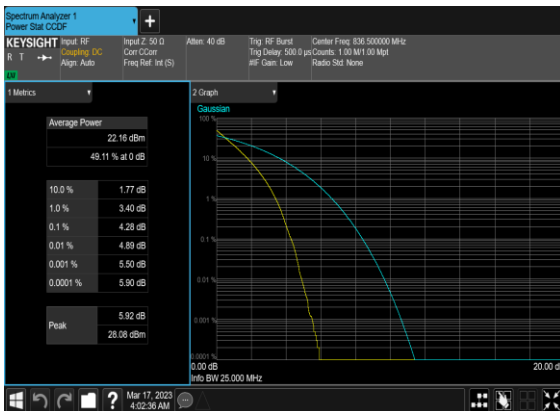 Spectrum Analyzer 1
Power Stat CCDF
KEYSIGHT
R T
LV
Input: RF
Coupling: DC
Align: Auto
Input Z: 50 Ω
Corr CCorr
Freq Ref: Int (S)
Atten: 40 dB
Trig: RF Burst
Trig Delay: 500.0 µs
#IF Gain: Low
Center Freq: 836.500000 MHz
Counts: 1.00 M/1.00 Mpt
Radio Std: None
1 Metrics
Average Power
22.16 dBm
49.11 % at 0 dB
10.0 % 1.77 dB
1.0 % 3.40 dB
0.1 % 4.28 dB
0.01 % 4.89 dB
0.001 % 5.50 dB
0.0001 % 5.90 dB
Peak
5.92 dB
28.08 dBm
2 Graph
Gaussian
100 %
10 %
1 %
0.1 %
0.01 %
0.001 %
0.0001 %
0.00 dB
20.00 d
Info BW 25.000 MHz
?
Mar 17, 2023
4:02:36 AM